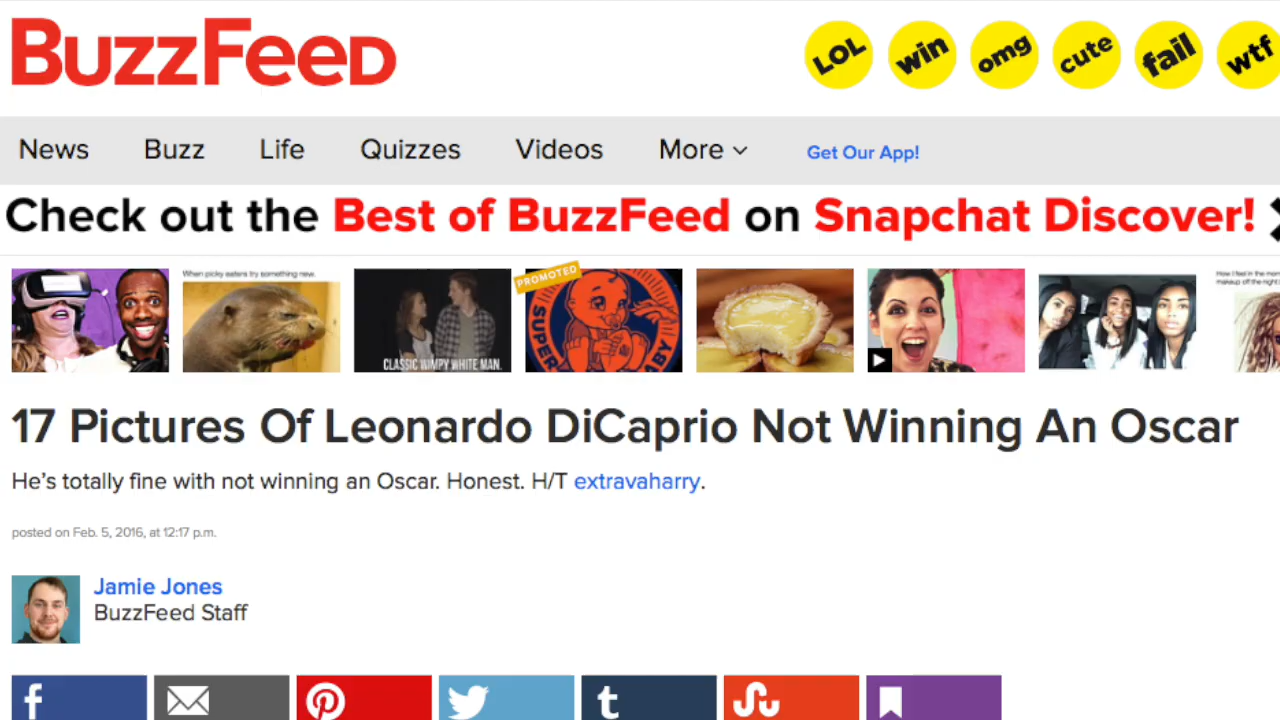 BuzzFeed
LOL win omg cute fail wtf
News Buzz Life Quizzes Videos More Get Our App!
Check out the Best of BuzzFeed on Snapchat Discover!
When picky eaters try something new.
PROMOTED
SUPER
CLASSIC WIMPY WHITE MAN.
17 Pictures Of Leonardo DiCaprio Not Winning An Oscar
He's totally fine with not winning an Oscar. Honest. H/T extravaharry.
posted on Feb. 5, 2016, at 12:17 p.m.
Jamie Jones
BuzzFeed Staff